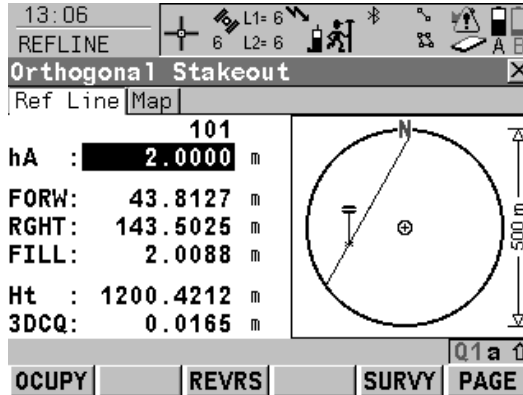 13:06
REFLINE
6 L1= 6
L2= 6
A
Orthogonal Stakeout
Ref Line Map
101
hA : 2.0000 m
FORW: 43.8127 m
RGHT: 143.5025 m
FILL: 2.0088 m
Ht : 1200.4212 m
3DCQ: 0.0165 m
N
500 m
Q1a
OCUPY REVRS SURVY PAGE